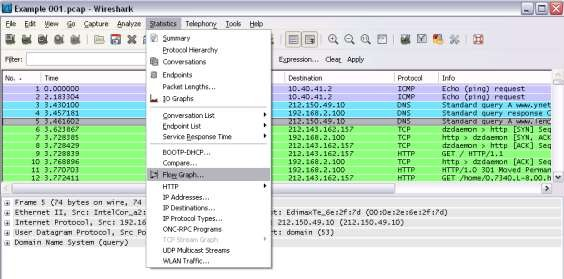 Example 001.pcap - Wireshark
File Edit View Go Capture Analyze Statistics Telephony Tools Help
Filter: Expression... Clear Apply
Summary
Protocol Hierarchy
Conversations
Endpoints
Packet Lengths...
IO Graphs
Conversation List
Endpoint List
Service Response Time
BOOTP-DHCP...
Compare...
Flow Graph...
HTTP
IP Addresses...
IP Destinations...
IP Protocol Types...
ONC-RPC Programs
TCP Stream Graph
UDP Multicast Streams
WLAN Traffic...
No. Time Destination Protocol Info
1 0.000000 10.40.41.2 ICMP Echo (ping) request
2 2.183304 10.40.41.2 ICMP Echo (ping) request
3 3.430100 212.150.49.10 DNS Standard query A www.ynet
4 3.457181 192.168.2.100 DNS Standard query response C
5 3.461602 212.150.49.10 DNS Standard query A
6 3.623867 212.143.162.157 TCP dzdaemon > http [SYN] Seq
7 3.728385 192.168.2.100 TCP http > dzdaemon [SYN, ACK
8 3.728429 212.143.162.157 TCP dzdaemon > http [ACK] Seq
9 3.728839 212.143.162.157 HTTP GET / HTTP/1.1
10 3.768896 192.168.2.100 TCP http > dzdaemon [ACK] Seq
11 3.770703 192.168.2.100 HTTP HTTP/1.0 301 Moved Perman
12 3.772411 212.143.162.157 HTTP GET /home/0,7340,L-8,00.h
Frame 5 (74 bytes on wire, 74
Ethernet II, Src: IntelCor_a2: EdimaxTe_6e:2f:7d (00:0e:2e:6e:2f:7d)
Internet Protocol, Src: 192.16 212.150.49.10 (212.150.49.10)
User Datagram Protocol, Src Po rt: domain (53)
Domain Name System (query)